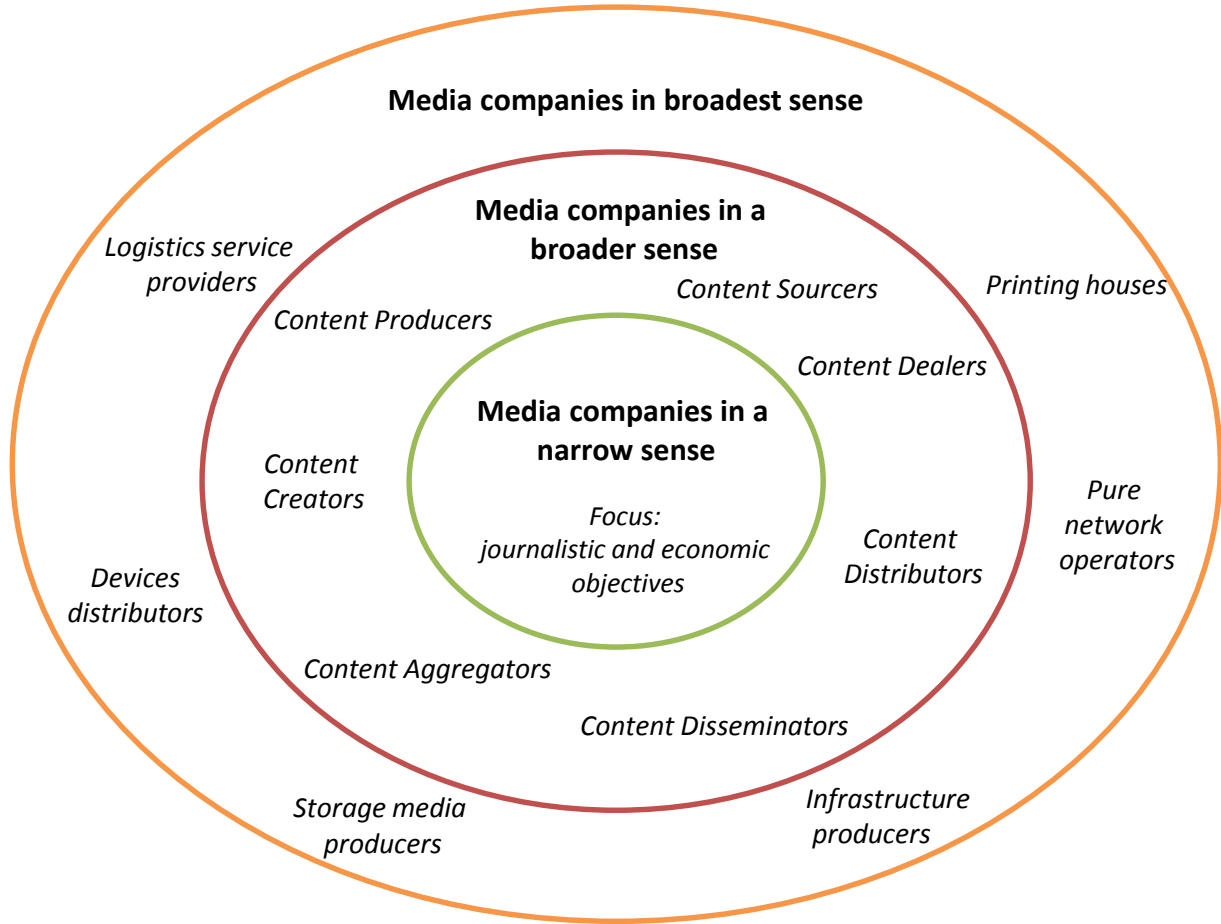 Media companies in broadest sense
Media companies in a
broader sense
Logistics service
providers
Content Sourcers
Printing houses
Content Producers
Content Dealers
Media companies in a
narrow sense
Content
Creators
Focus:
journalistic and economic
objectives
Content
Distributors
Pure
network
operators
Devices
distributors
Content Aggregators
Content Disseminators
Storage media
producers
Infrastructure
producers